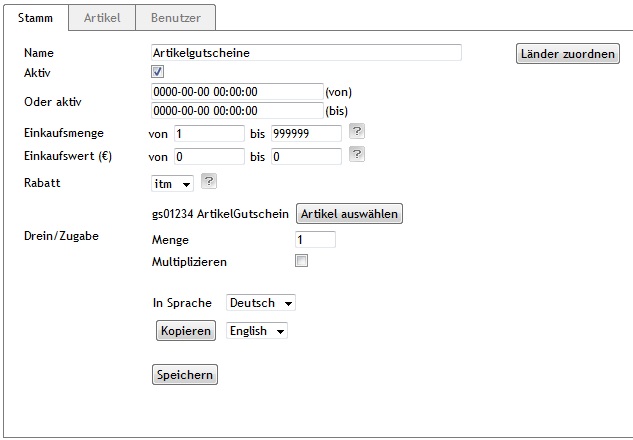 Stamm Artikel Benutzer
Name Artikelgutscheine Länder zuordnen
Aktiv
Oder aktiv 0000-00-00 00:00:00 (von)
0000-00-00 00:00:00 (bis)
Einkaufsmenge von 1 bis 999999 ?
Einkaufswert (€) von 0 bis 0 ?
Rabatt itm ?
gs01234 ArtikelGutschein Artikel auswählen
Drein/Zugabe Menge 1
Multiplizieren
In Sprache Deutsch
Kopieren English
Speichern